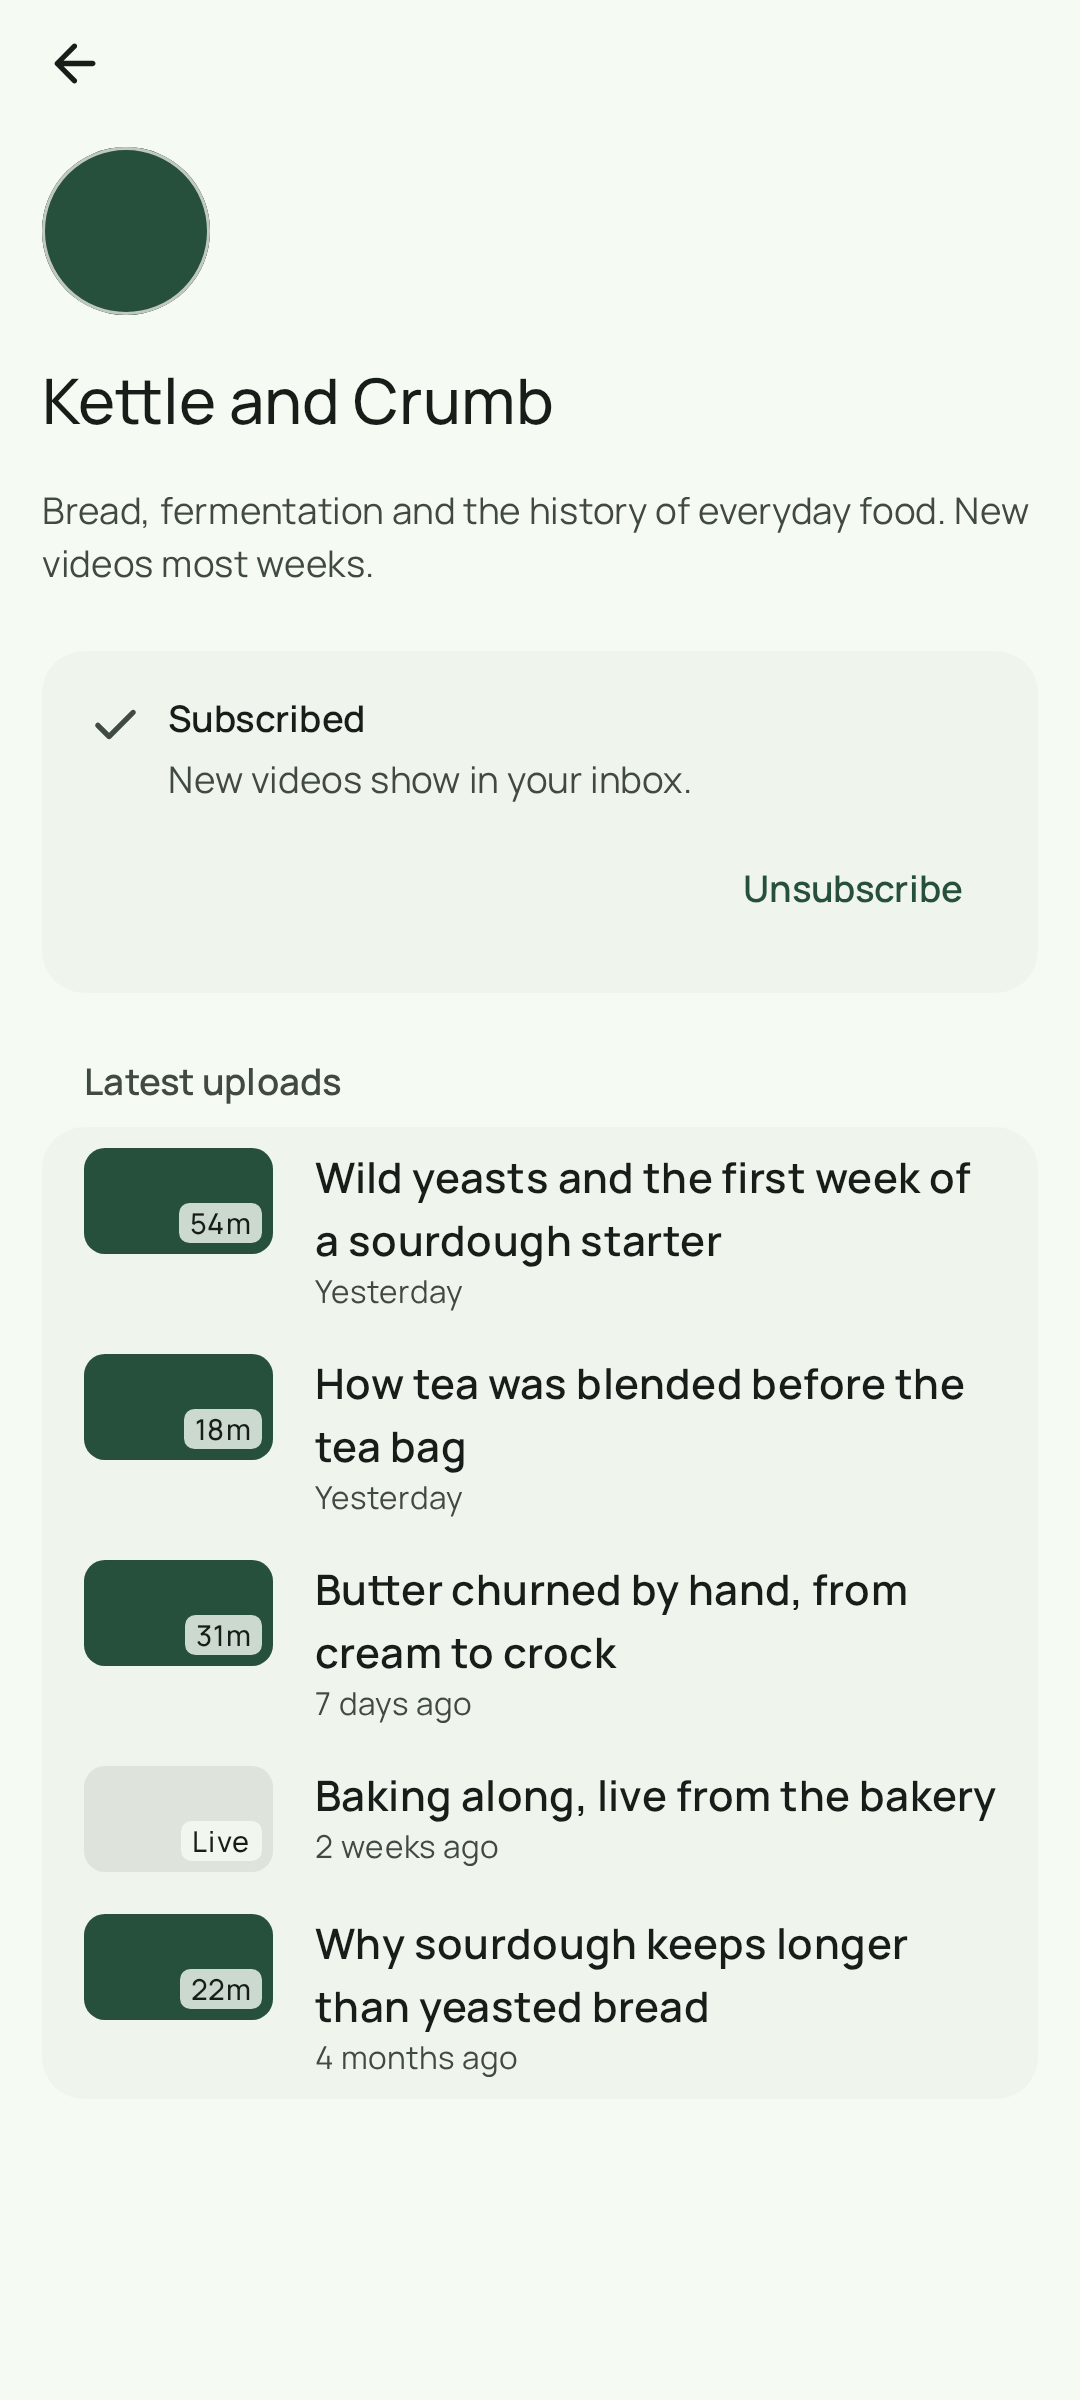 Kettle and Crumb
Bread, fermentation and the history of everyday food. New
videos most weeks.
Subscribed
New videos show in your inbox.
Unsubscribe
Latest uploads
54m
Wild yeasts and the first week of
a sourdough starter
Yesterday
18m
How tea was blended before the
tea bag
Yesterday
31m
Butter churned by hand, from
cream to crock
7 days ago
Live
Baking along, live from the bakery
2 weeks ago
22m
Why sourdough keeps longer
than yeasted bread
4 months ago